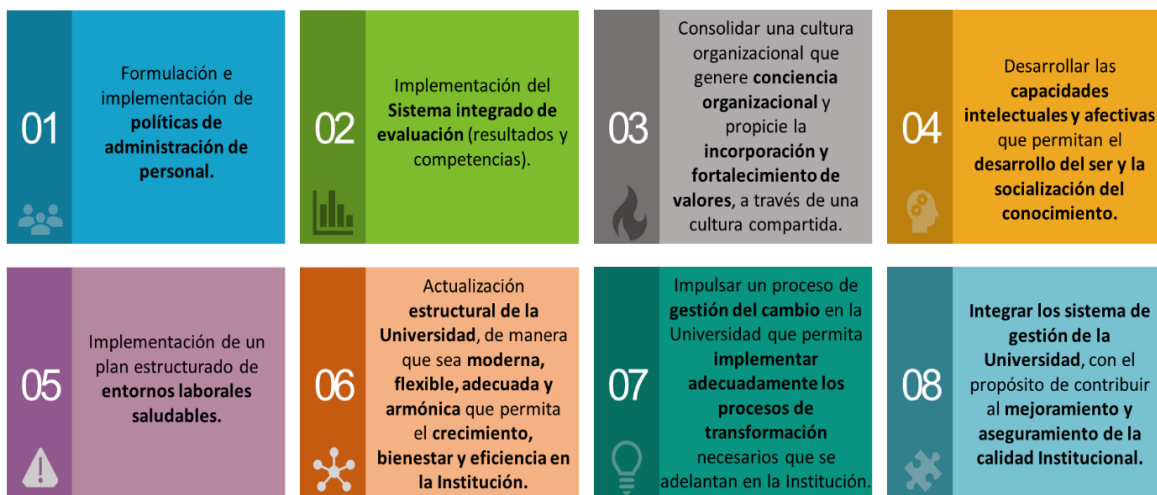 01
Formulación e
implementación de
políticas de
administración de
personal.
02
Implementación del
Sistema integrado de
evaluación (resultados y
competencias).
03
Consolidar una cultura
organizacional que
genere conciencia
organizacional y
propicie la
incorporación y
fortalecimiento de
valores, a través de una
cultura compartida.
04
Desarrollar las
capacidades
intelectuales y afectivas
que permitan el
desarrollo del ser y la
socialización del
conocimiento.
05
Implementación de un
plan estructurado de
entornos laborales
saludables.
06
Actualización
estructural de la
Universidad, de manera
que sea moderna,
flexible, adecuada y
armónica que permita
el crecimiento,
bienestar y eficiencia en
la Institución.
07
Impulsar un proceso de
gestión del cambio en la
Universidad que permita
implementar
adecuadamente los
procesos de
transformación
necesarios que se
adelantan en la Institución.
08
Integrar los sistema de
gestión de la
Universidad, con el
propósito de contribuir
al mejoramiento y
aseguramiento de la
calidad Institucional.